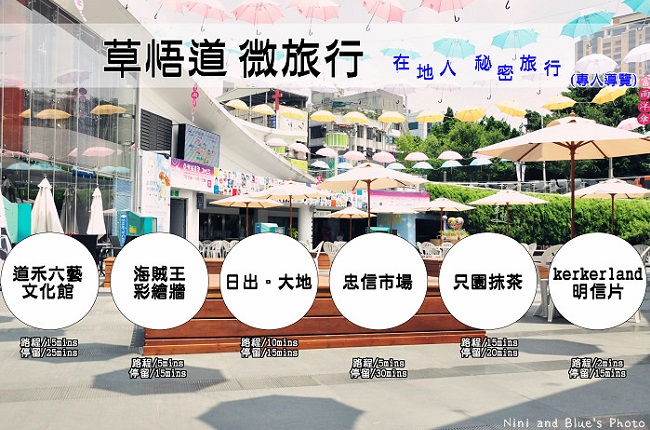 草悟道 微旅行
在地人 秘密旅行
(專人導覽)
道禾六藝
文化館
海賊王
彩繪牆
日出。大地
忠信市場
只園抹茶
kerkerland
明信片
路程/15mins
停留/25mins
路程/5mins
停留/15mins
路程/10mins
停留/15mins
路程/5mins
停留/30mins
路程/15mins
停留/20mins
路程/2mins
停留/15mins
Nini and Blue's Photo